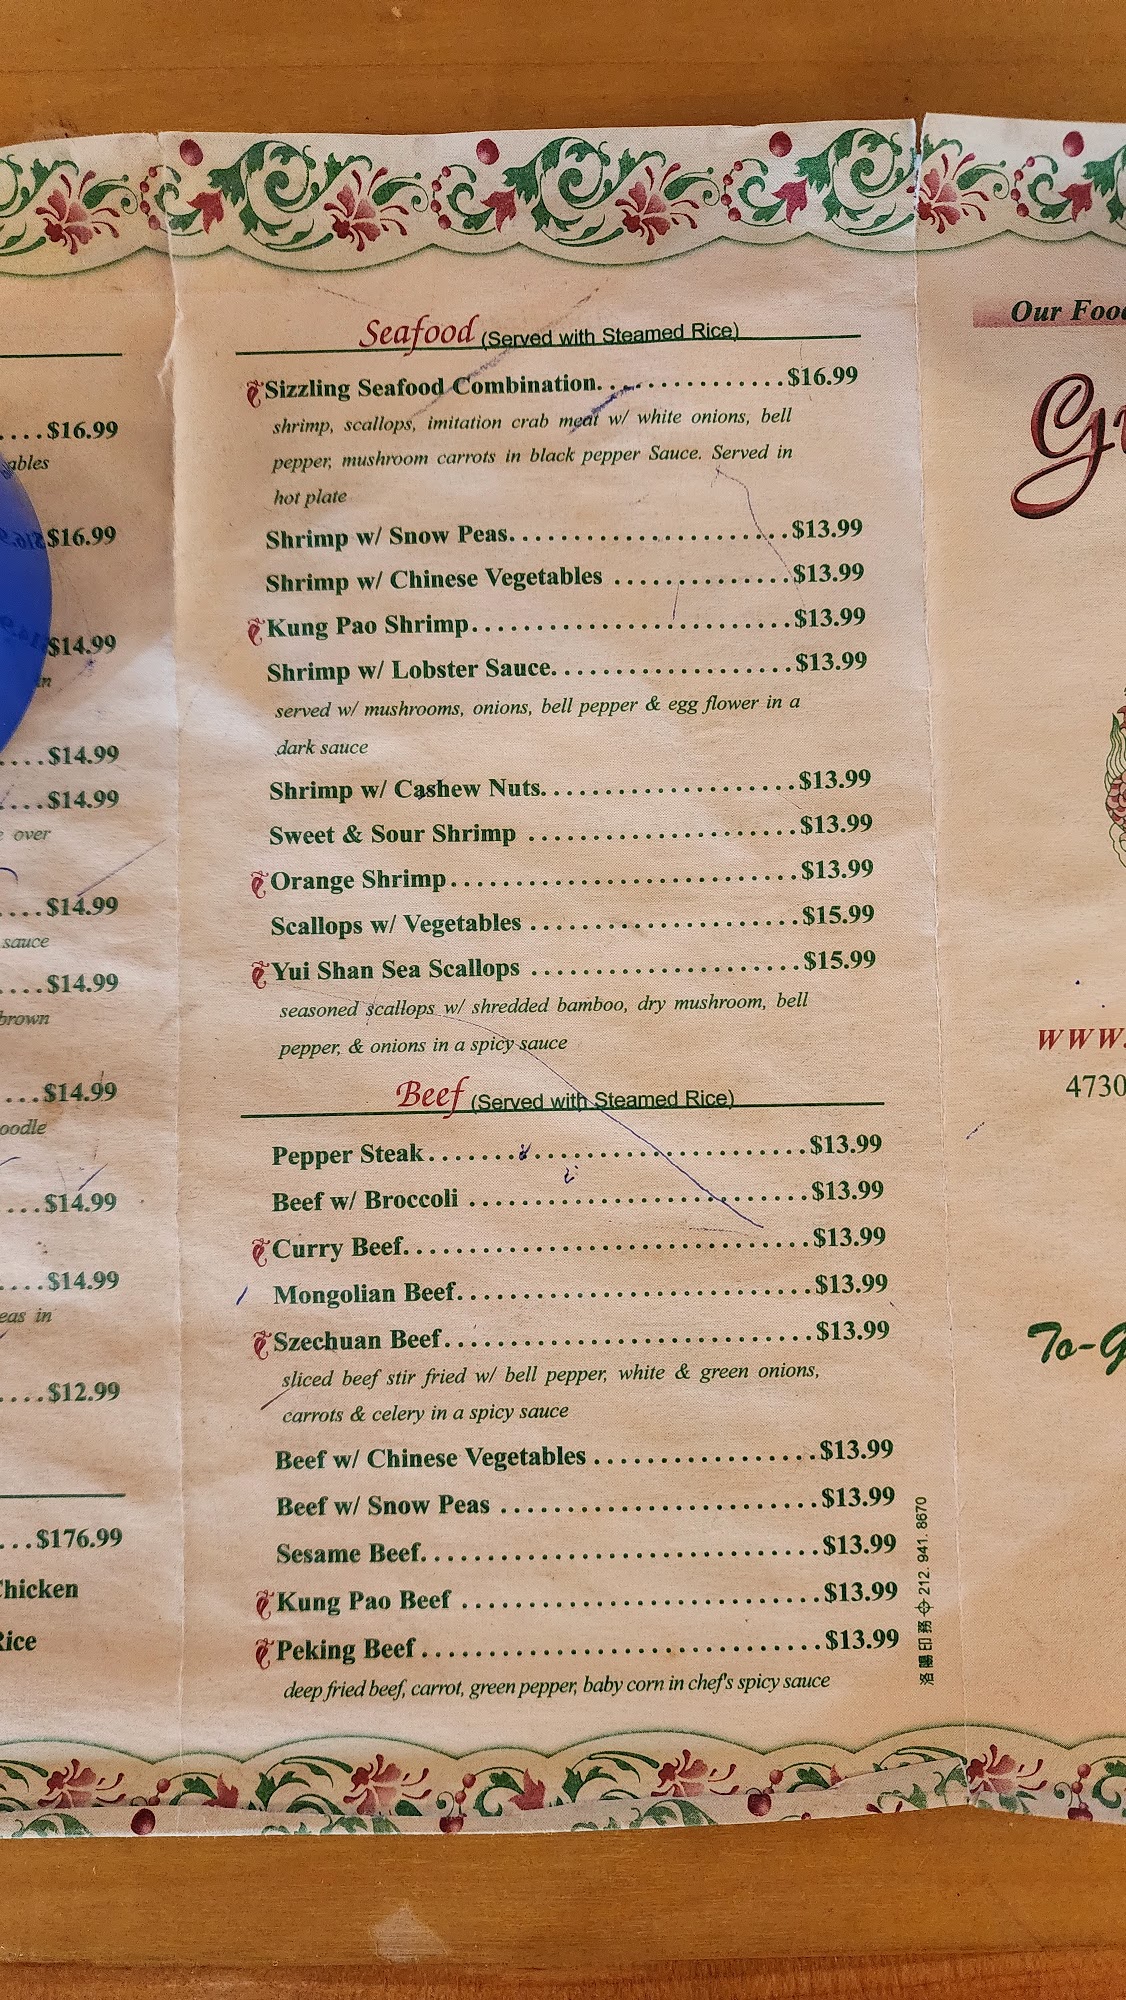 ....$16.99
ables
$16.99
$14.99
....$14.99
....$14.99
e over
....$14.99
sauce
....$14.99
brown
...$14.99
oodle
...$14.99
....$14.99
eas in
....$12.99
...$176.99
Chicken
Rice
Seafood (Served with Steamed Rice)
Sizzling Seafood Combination...............$16.99
shrimp, scallops, imitation crab meat w/ white onions, bell
pepper, mushroom carrots in black pepper Sauce. Served in
hot plate
Shrimp w/ Snow Peas......................$13.99
Shrimp w/ Chinese Vegetables ..............$13.99
Kung Pao Shrimp.........................$13.99
Shrimp w/ Lobster Sauce...................$13.99
served w/ mushrooms, onions, bell pepper & egg flower in a
dark sauce
Shrimp w/ Cashew Nuts....................$13.99
Sweet & Sour Shrimp .....................$13.99
Orange Shrimp...........................$13.99
Scallops w/ Vegetables .....................$15.99
Yui Shan Sea Scallops .....................$15.99
seasoned scallops w/ shredded bamboo, dry mushroom, bell
pepper, & onions in a spicy sauce
Beef (Served with Steamed Rice)
Pepper Steak.............................$13.99
Beef w/ Broccoli ..........................$13.99
Curry Beef...............................$13.99
Mongolian Beef...........................$13.99
Szechuan Beef............................$13.99
sliced beef stir fried w/ bell pepper, white & green onions,
carrots & celery in a spicy sauce
Beef w/ Chinese Vegetables .................$13.99
Beef w/ Snow Peas ........................$13.99
Sesame Beef..............................$13.99
Kung Pao Beef ...........................$13.99
Peking Beef ..............................$13.99
deep fried beef, carrot, green pepper, baby corn in chef's spicy sauce
洛陽印務 212. 941. 8670
Our Food
Gu
www.
4730
To-G